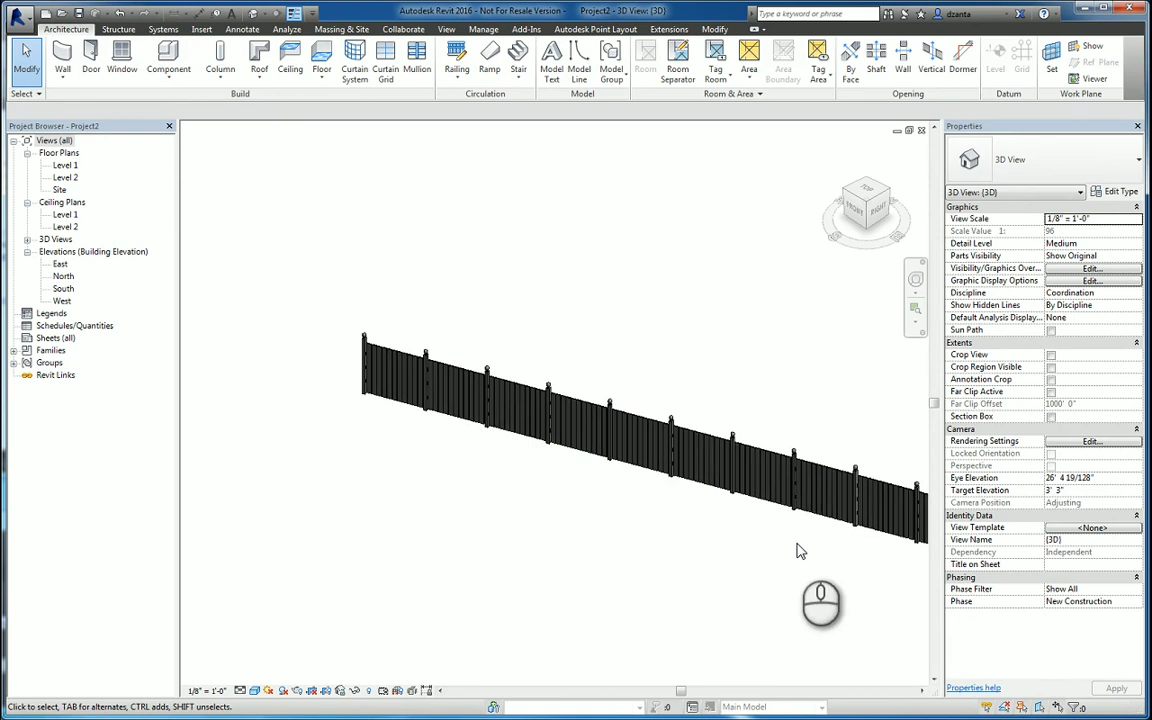 Autodesk Revit 2016 - Not For Resale Version - Project2 - 3D View: {3D}
Type a keyword or phrase
dzanta
Architecture Structure Systems Insert Annotate Analyze Massing & Site Collaborate View Manage Add-Ins Autodesk Point Layout Extensions Modify
Modify Wall Door Window Component Column Roof Ceiling Floor Curtain System Curtain Grid Mullion Railing Ramp Stair Model Text Model Line Model Group Room Room Separator Tag Room Area Area Boundary Tag Area By Face Shaft Wall Vertical Dormer Level Grid Set Show Ref Plane Viewer
Select Build Circulation Model Room & Area Opening Datum Work Plane
Project Browser - Project2
Views (all)
Floor Plans
Level 1
Level 2
Site
Ceiling Plans
Level 1
Level 2
3D Views
Elevations (Building Elevation)
East
North
South
West
Legends
Schedules/Quantities
Sheets (all)
Families
Groups
Revit Links
TOP
FRONT RIGHT
Properties
3D View
3D View: {3D} Edit Type
Graphics
View Scale 1/8" = 1'-0"
Scale Value 1: 96
Detail Level Medium
Parts Visibility Show Original
Visibility/Graphics Over... Edit...
Graphic Display Options Edit...
Discipline Coordination
Show Hidden Lines By Discipline
Default Analysis Display... None
Sun Path
Extents
Crop View
Crop Region Visible
Annotation Crop
Far Clip Active
Far Clip Offset 1000' 0"
Section Box
Camera
Rendering Settings Edit...
Locked Orientation
Perspective
Eye Elevation 26' 4 19/128"
Target Elevation 3' 3"
Camera Position Adjusting
Identity Data
View Template <None>
View Name {3D}
Dependency Independent
Title on Sheet
Phasing
Phase Filter Show All
Phase New Construction
Properties help Apply
1/8" = 1'-0"
Click to select, TAB for alternates, CTRL adds, SHIFT unselects. :0 Main Model :0